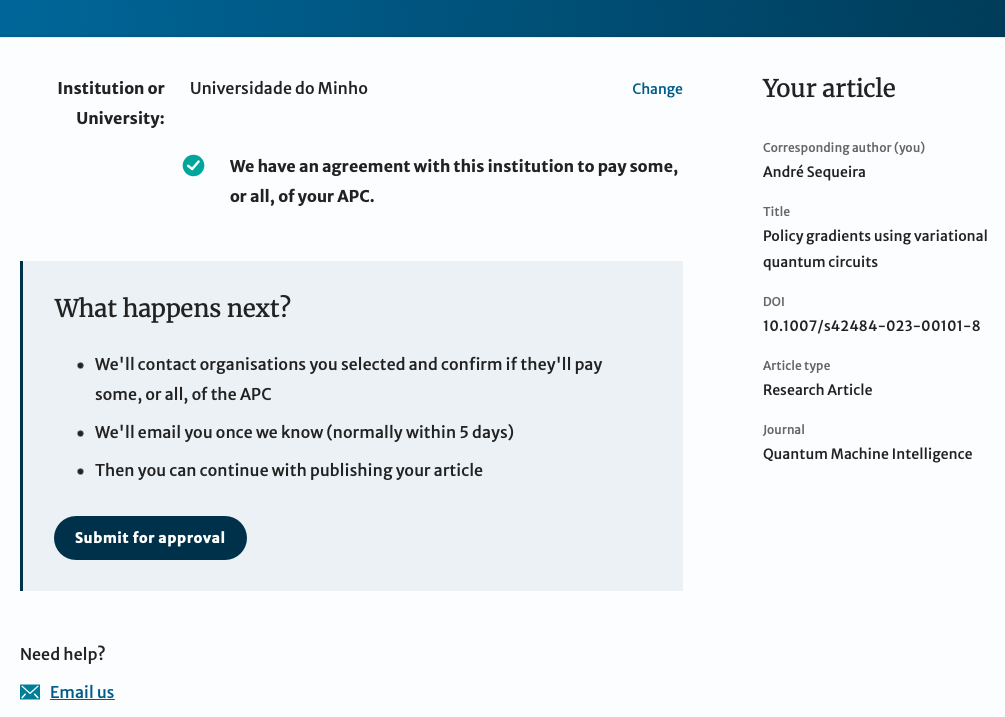 Institution or
University:
Universidade do Minho
Change
We have an agreement with this institution to pay some,
or all, of your APC.
What happens next?
• We'll contact organisations you selected and confirm if they'll pay
some, or all, of the APC
• We'll email you once we know (normally within 5 days)
• Then you can continue with publishing your article
Submit for approval
Need help?
Email us
Your article
Corresponding author (you)
André Sequeira
Title
Policy gradients using variational
quantum circuits
DOI
10.1007/s42484-023-00101-8
Article type
Research Article
Journal
Quantum Machine Intelligence